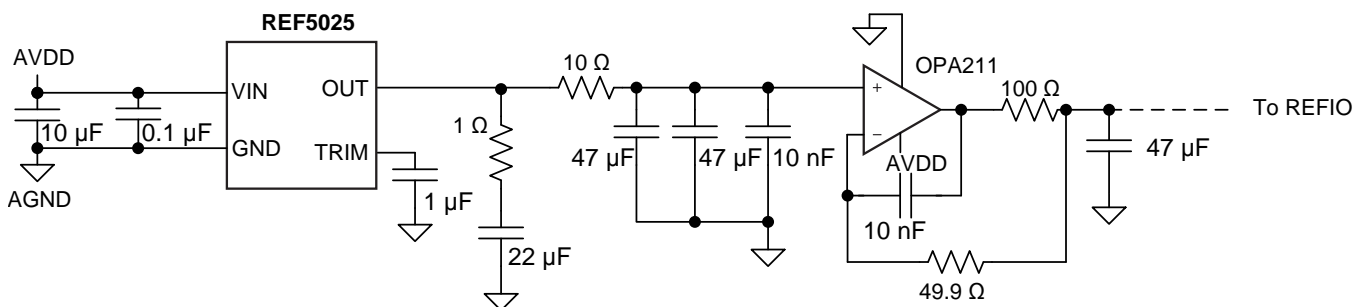 REF5025
AVDD
VIN
OUT
10 µF
0.1 µF
GND
TRIM
AGND
1 µF
1 Ω
22 µF
10 Ω
47 µF
47 µF
10 nF
OPA211
+
−
AVDD
10 nF
49.9 Ω
100 Ω
47 µF
To REFIO